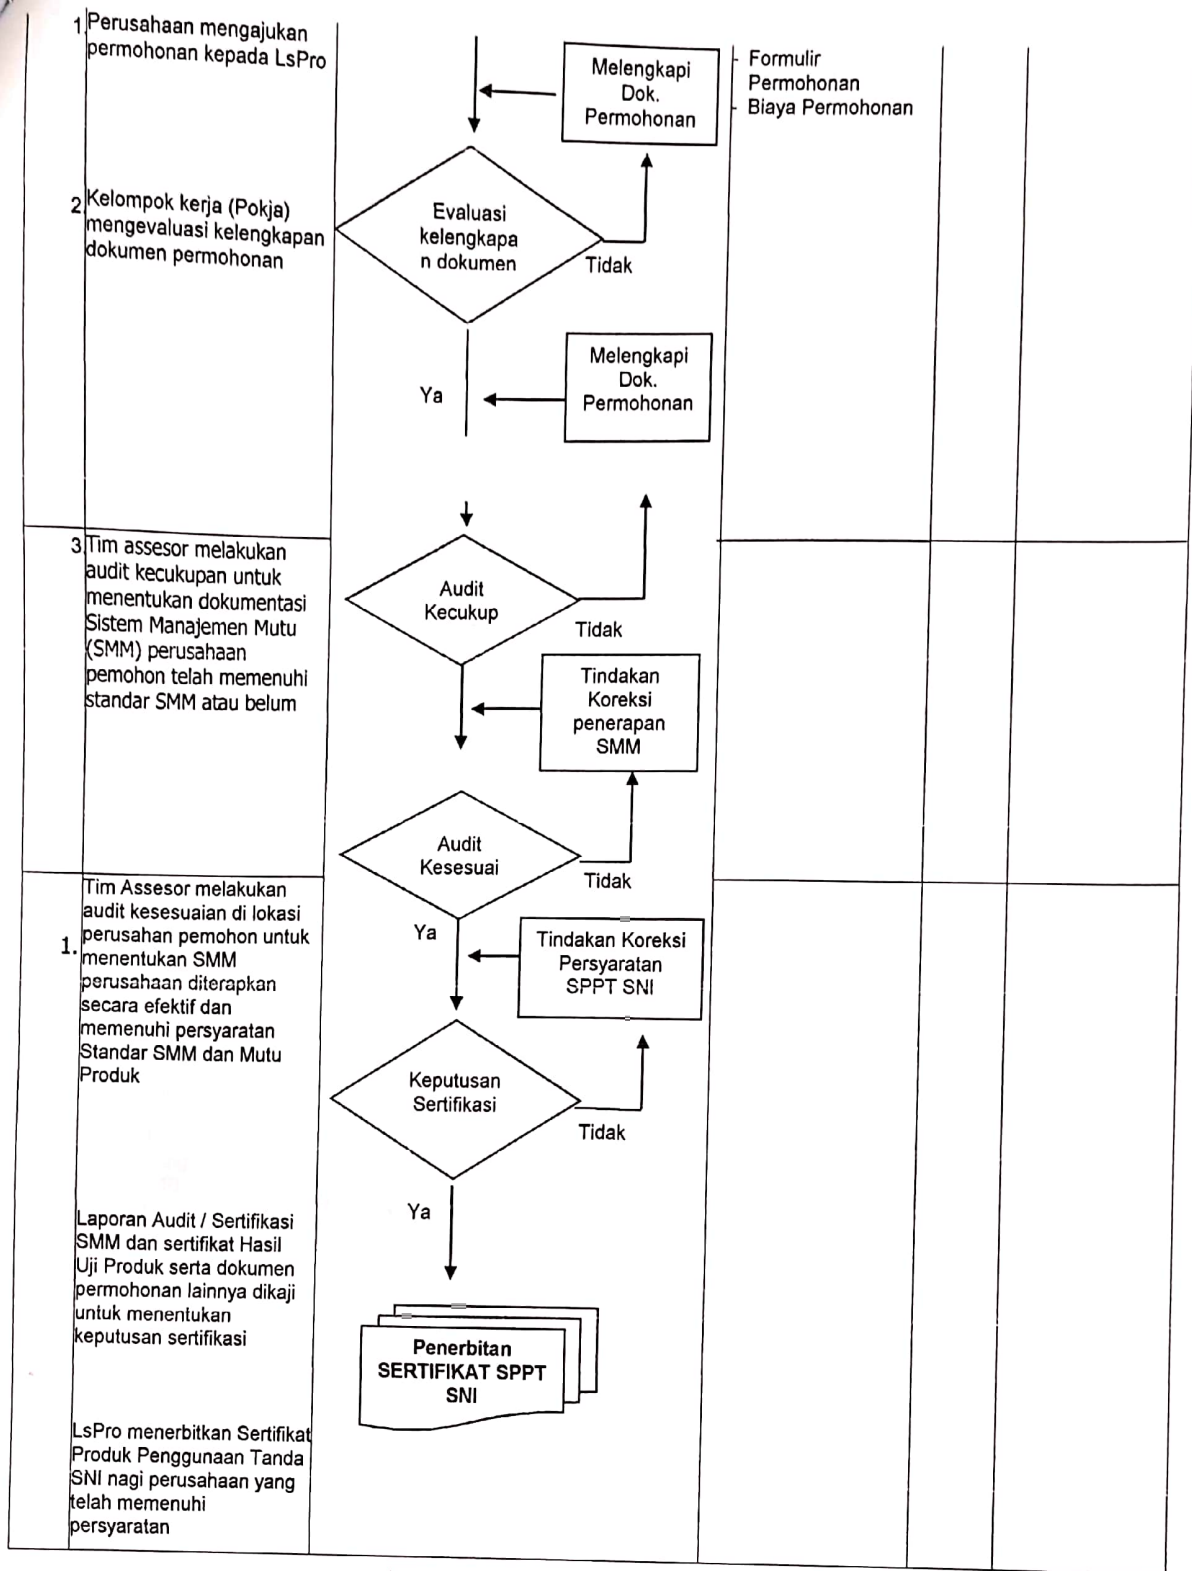 1. Perusahaan mengajukan
permohonan kepada LsPro
2. Kelompok kerja (Pokja)
mengevaluasi kelengkapan
dokumen permohonan
3. Tim assesor melakukan
audit kecukupan untuk
menentukan dokumentasi
Sistem Manajemen Mutu
(SMM) perusahaan
pemohon telah memenuhi
standar SMM atau belum
1. Tim Assesor melakukan
audit kesesuaian di lokasi
perusahan pemohon untuk
menentukan SMM
perusahaan diterapkan
secara efektif dan
memenuhi persyaratan
Standar SMM dan Mutu
Produk
Laporan Audit / Sertifikasi
SMM dan sertifikat Hasil
Uji Produk serta dokumen
permohonan lainnya dikaji
untuk menentukan
keputusan sertifikasi
LsPro menerbitkan Sertifikat
Produk Penggunaan Tanda
SNI nagi perusahaan yang
telah memenuhi
persyaratan
Melengkapi
Dok.
Permohonan
Evaluasi
kelengkapa
n dokumen
Tidak
Ya
Melengkapi
Dok.
Permohonan
Audit
Kecukup
Tidak
Tindakan
Koreksi
penerapan
SMM
Audit
Kesesuai
Tidak
Ya
Tindakan Koreksi
Persyaratan
SPPT SNI
Keputusan
Sertifikasi
Tidak
Ya
Penerbitan
SERTIFIKAT SPPT
SNI
- Formulir
Permohonan
- Biaya Permohonan